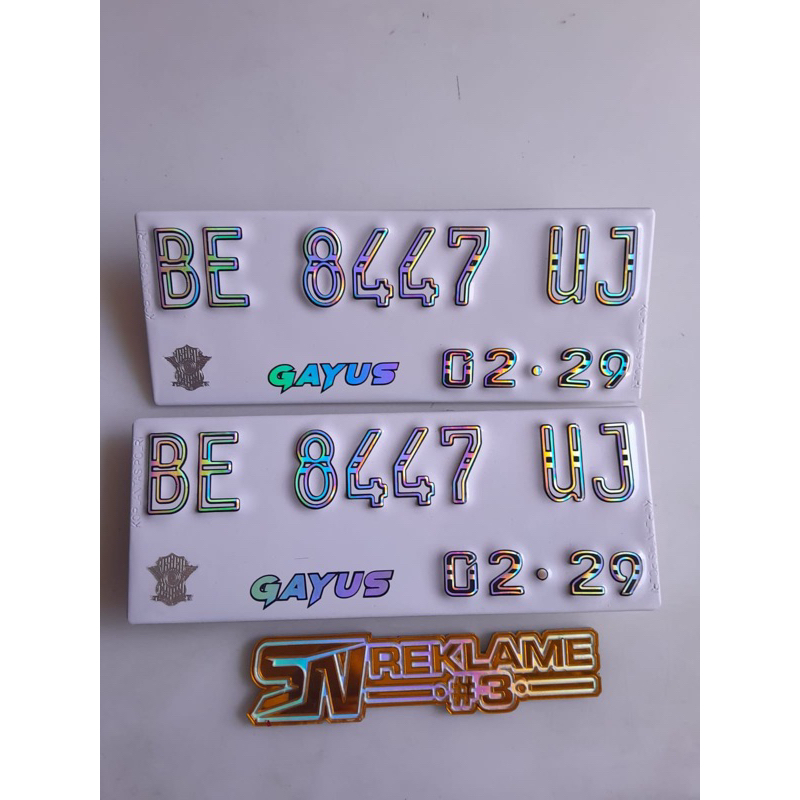 BE 8447 UJ
GAYUS 02·29
BE 8447 UJ
GAYUS 02·29
SN REKLAME
#3